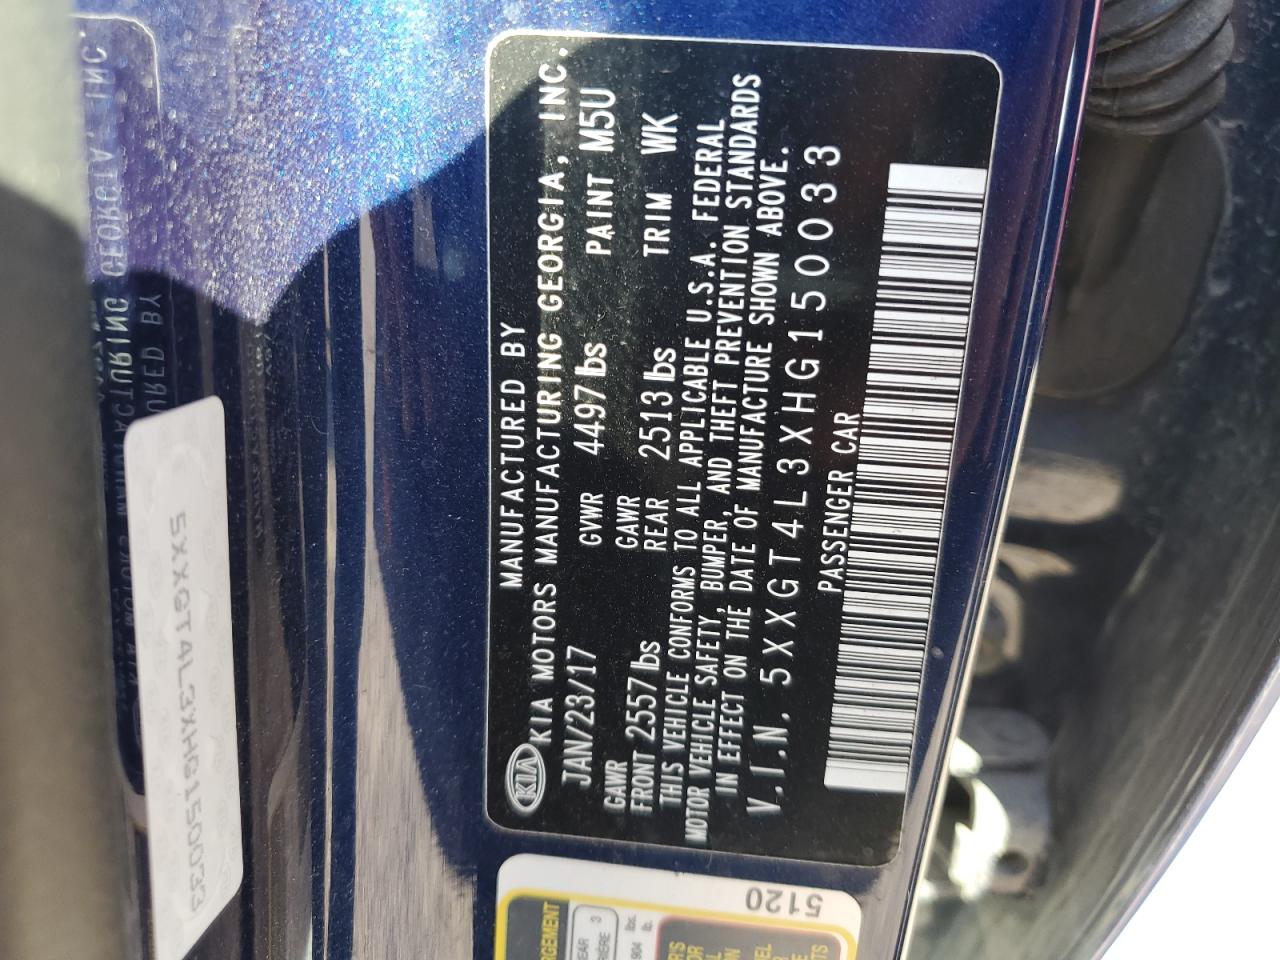 MANUFACTURED BY
KIA KIA MOTORS MANUFACTURING GEORGIA, INC.
JAN/23/17 GVWR 4497 lbs PAINT M5U
GAWR FRONT 2557 lbs GAWR REAR 2513 lbs TRIM WK
THIS VEHICLE CONFORMS TO ALL APPLICABLE U.S.A. FEDERAL
MOTOR VEHICLE SAFETY, BUMPER, AND THEFT PREVENTION STANDARDS
IN EFFECT ON THE DATE OF MANUFACTURE SHOWN ABOVE.
V.I.N. 5XXGT4L3XHG150033
PASSENGER CAR
5XXGT4L3XHG150033
5120